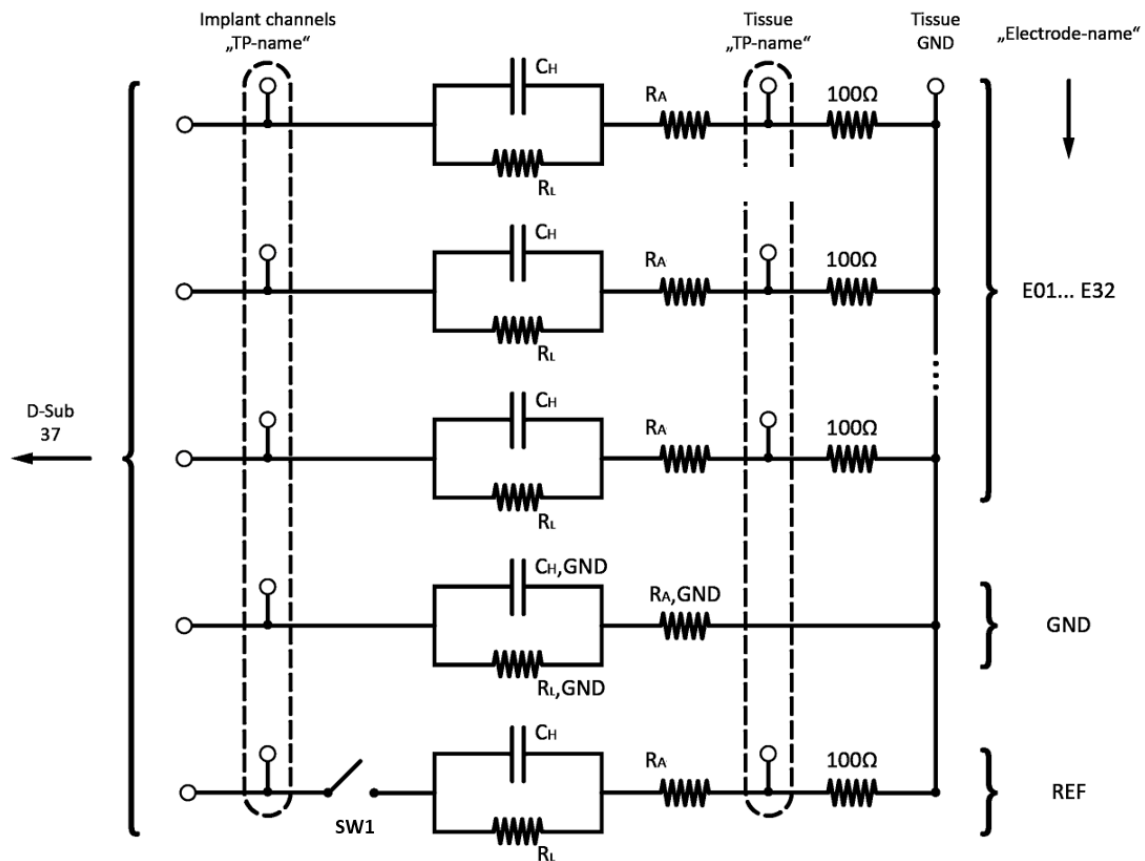 Implant channels
„TP-name“
Tissue
„TP-name“
Tissue
GND
„Electrode-name“
CH
RL
RA
100Ω
CH
RL
RA
100Ω
E01... E32
D-Sub
37
CH
RL
RA
100Ω
CH,GND
RL,GND
RA,GND
GND
SW1
CH
RL
RA
100Ω
REF